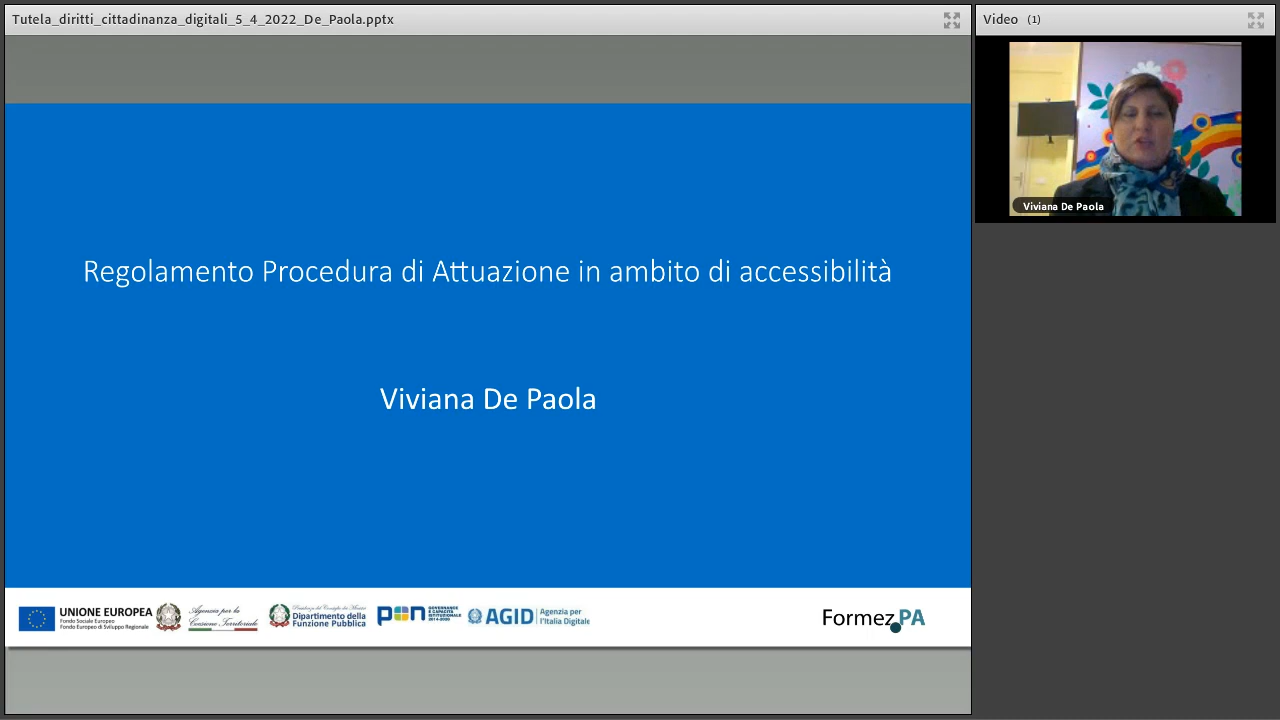 Tutela_diritti_cittadinanza_digitali_5_4_2022_De_Paola.pptx
Video (1)
Viviana De Paola
Regolamento Procedura di Attuazione in ambito di accessibilità
Viviana De Paola
UNIONE EUROPEA
Fondo Sociale Europeo
Fondo Europeo di Sviluppo Regionale
Agenzia per la
Coesione Territoriale
Presidenza del Consiglio dei Ministri
Dipartimento della
Funzione Pubblica
pon
GOVERNANCE
E CAPACITÀ
ISTITUZIONALE
2014-2020
AGID
Agenzia per
l'Italia Digitale
Formez PA